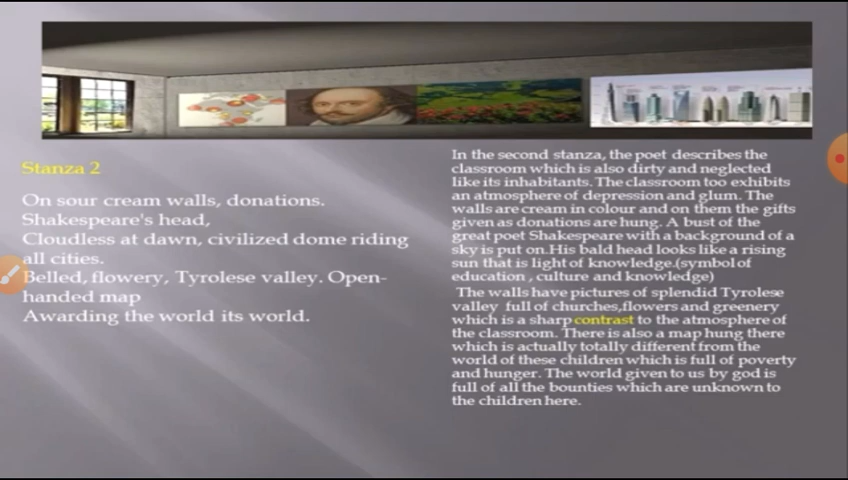 Stanza 2
On sour cream walls, donations.
Shakespeare's head,
Cloudless at dawn, civilized dome riding
all cities.
Belled, flowery, Tyrolese valley. Open-
handed map
Awarding the world its world.
In the second stanza, the poet describes the
classroom which is also dirty and neglected
like its inhabitants. The classroom too exhibits
an atmosphere of depression and glum. The
walls are cream in colour and on them the gifts
given as donations are hung. A bust of the
great poet Shakespeare with a background of a
sky is put on.His bald head looks like a rising
sun that is light of knowledge.(symbol of
education , culture and knowledge)
The walls have pictures of splendid Tyrolese
valley full of churches,flowers and greenery
which is a sharp contrast to the atmosphere of
the classroom. There is also a map hung there
which is actually totally different from the
world of these children which is full of poverty
and hunger. The world given to us by god is
full of all the bounties which are unknown to
the children here.